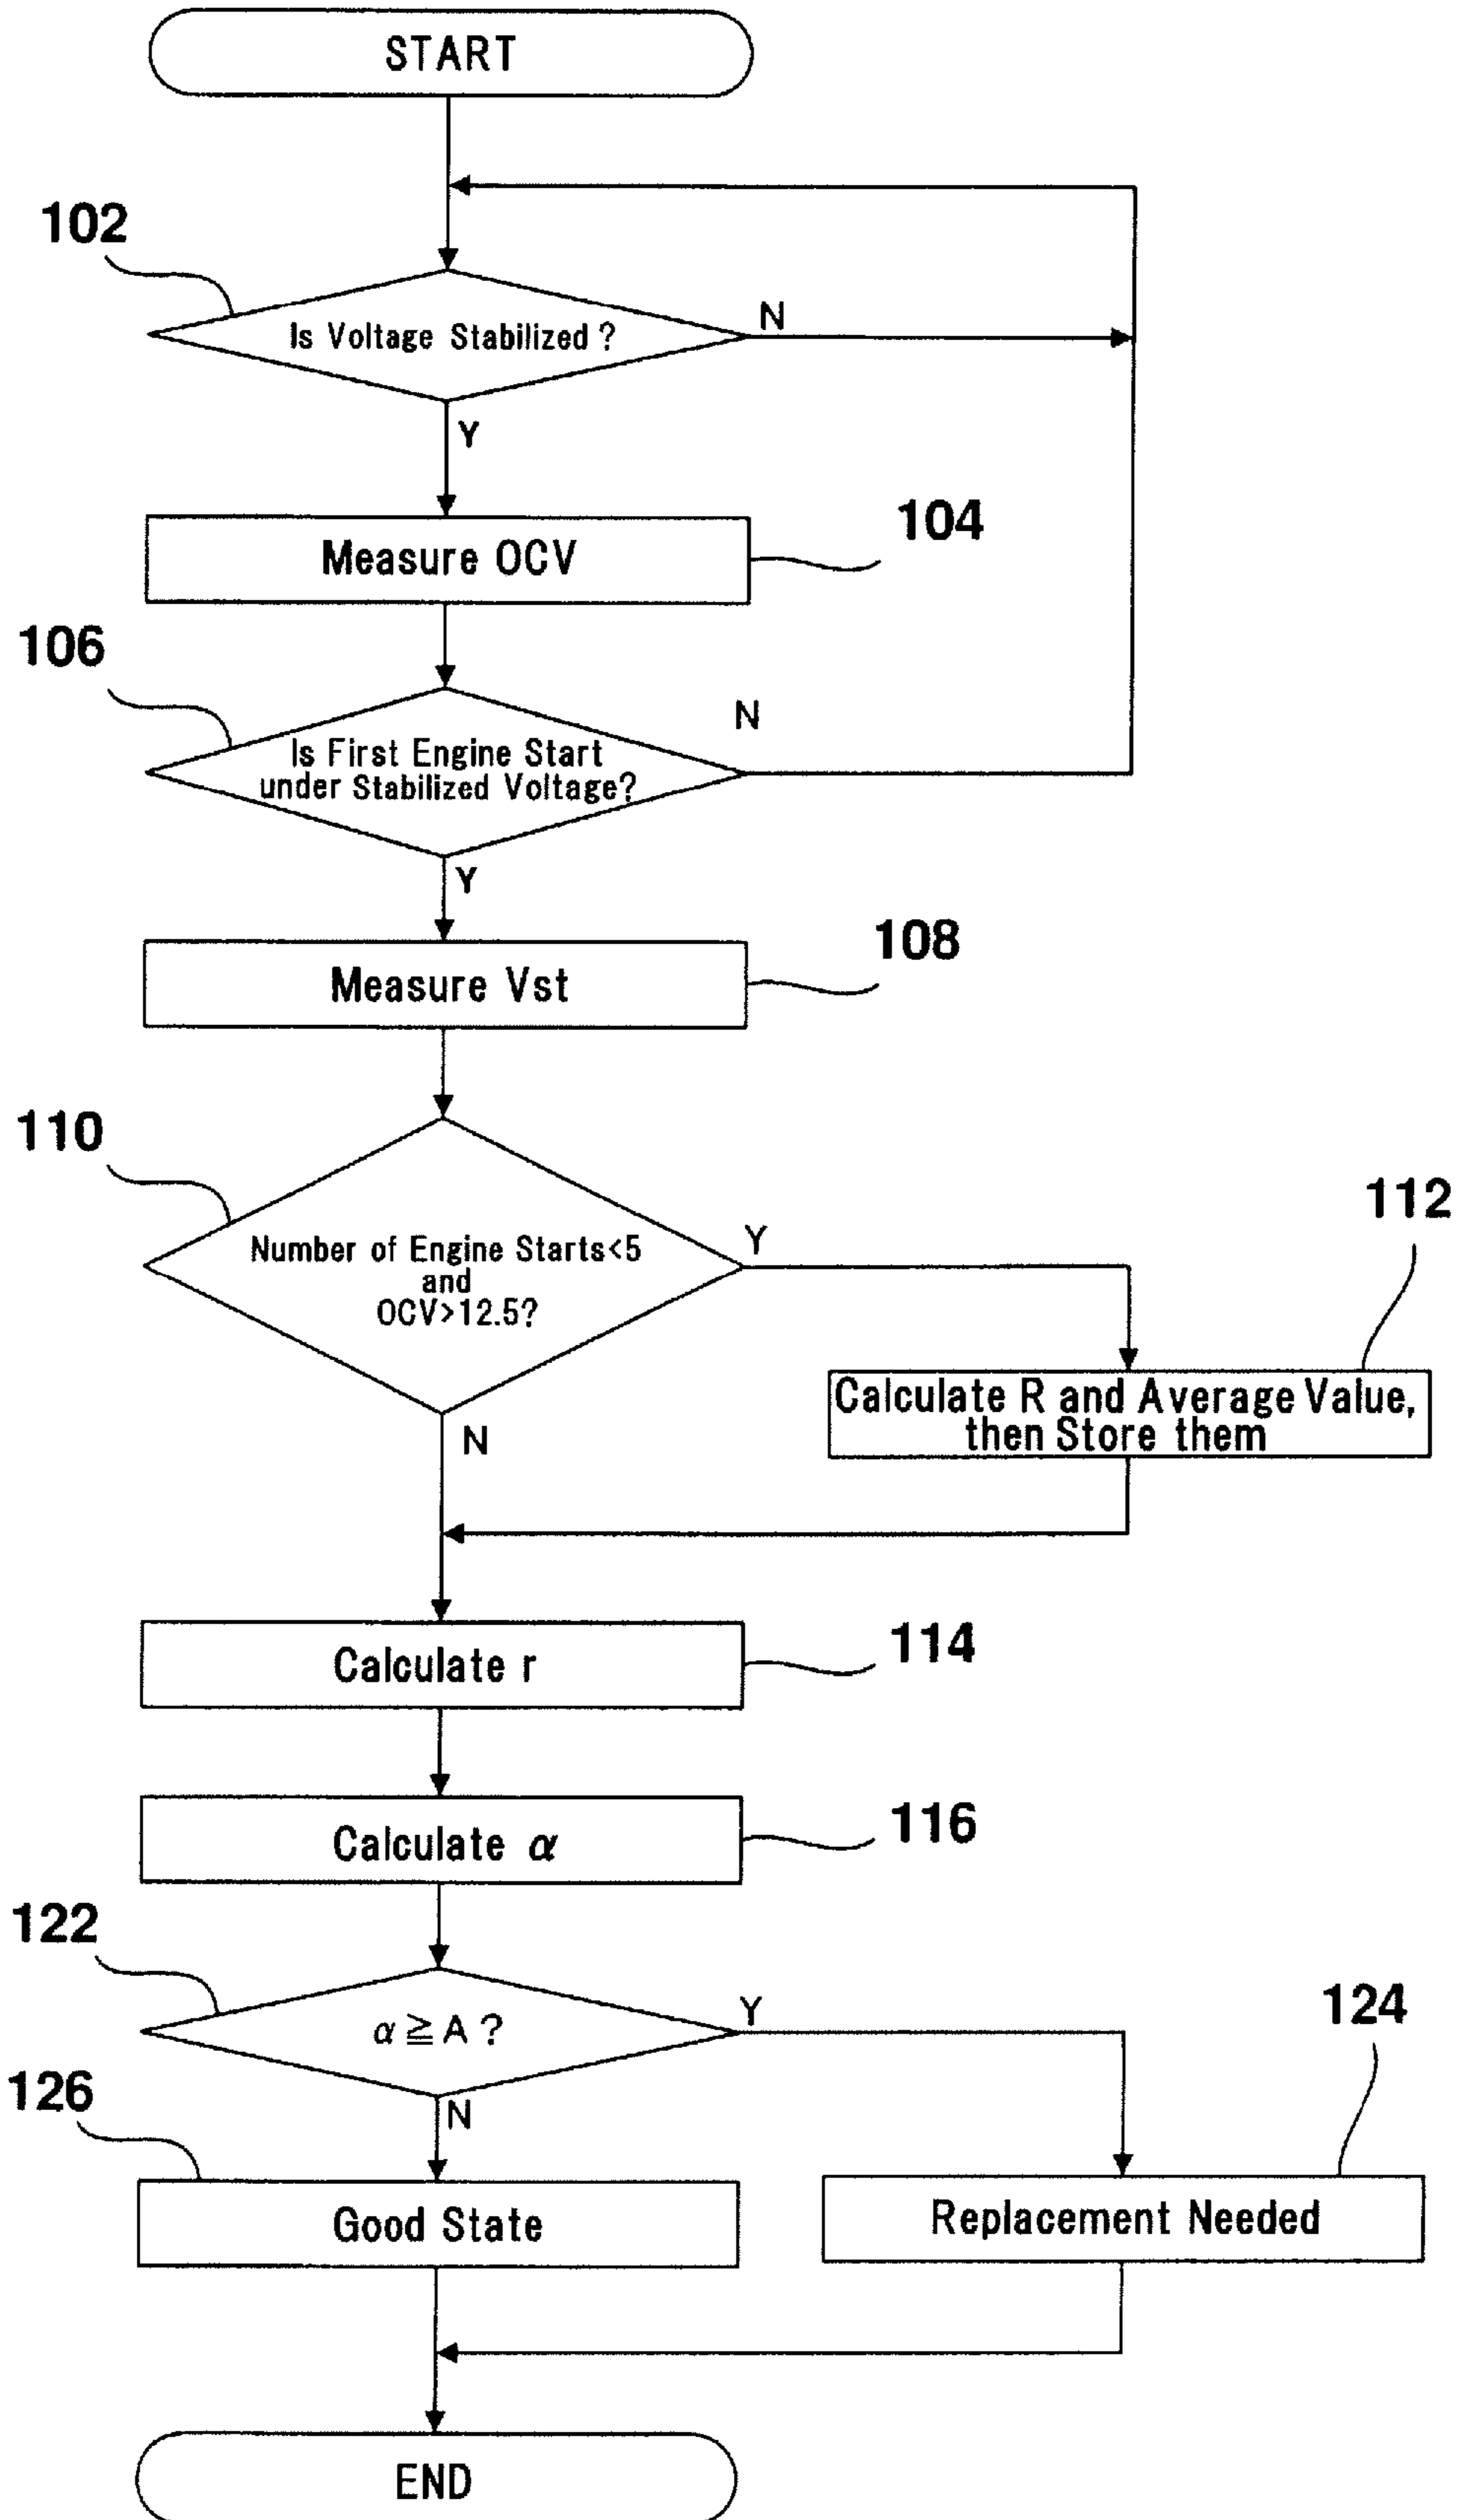 START
102
Is Voltage Stabilized ?
N
Y
104
Measure OCV
106
N
Is First Engine Start
under Stabilized Voltage?
Y
108
Measure Vst
110
112
Y
Number of Engine Starts<5
and
OCV>12.5?
Calculate R and Average Value,
then Store them
N
114
Calculate r
116
Calculate α
122
124
Y
α ≧ A ?
126
N
Good State
Replacement Needed
END